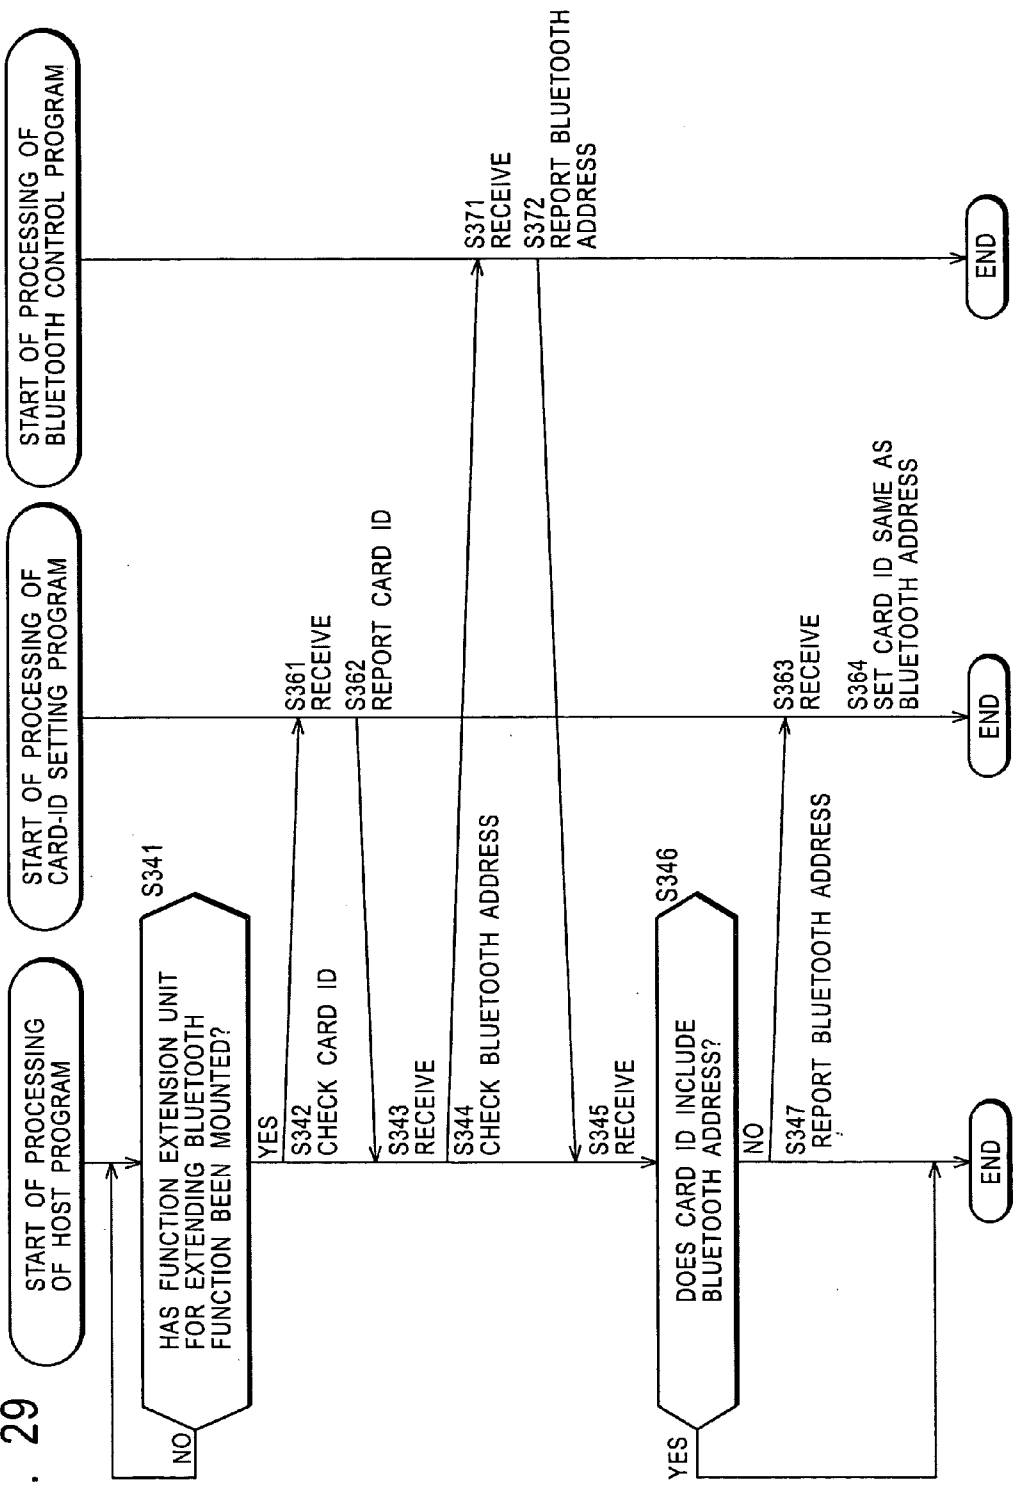 . 29
START OF PROCESSING
OF HOST PROGRAM
START OF PROCESSING OF
CARD-ID SETTING PROGRAM
START OF PROCESSING OF
BLUETOOTH CONTROL PROGRAM
S341
HAS FUNCTION EXTENSION UNIT
FOR EXTENDING BLUETOOTH
FUNCTION BEEN MOUNTED?
NO
YES
S342
CHECK CARD ID
S361
RECEIVE
S362
REPORT CARD ID
S343
RECEIVE
S344
CHECK BLUETOOTH ADDRESS
S371
RECEIVE
S372
REPORT BLUETOOTH
ADDRESS
S345
RECEIVE
S346
DOES CARD ID INCLUDE
BLUETOOTH ADDRESS?
YES
NO
S347
REPORT BLUETOOTH ADDRESS
S363
RECEIVE
S364
SET CARD ID SAME AS
BLUETOOTH ADDRESS
END
END
END